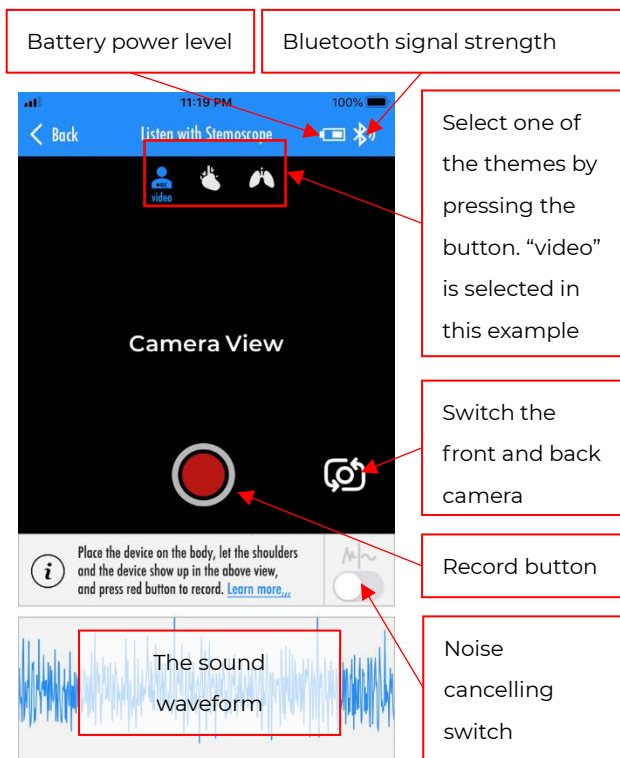 Battery power level
Bluetooth signal strength
11:19 PM
100%
Back
Listen with Stemoscope
video
Select one of
the themes by
pressing the
button. “video”
is selected in
this example
Camera View
Switch the
front and back
camera
Place the device on the body, let the shoulders
and the device show up in the above view,
and press red button to record. Learn more,,,
i
Record button
The sound
waveform
Noise
cancelling
switch